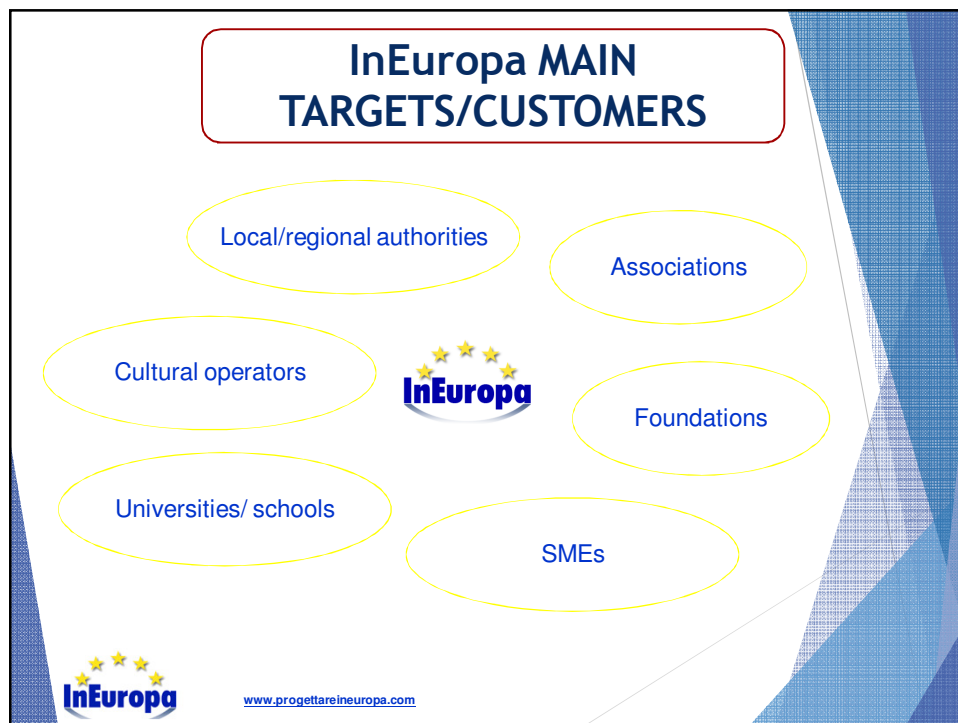 InEuropa MAIN
TARGETS/CUSTOMERS
Local/regional authorities
Associations
Cultural operators
InEuropa
Foundations
Universities/ schools
SMEs
InEuropa
www.progettareineuropa.com